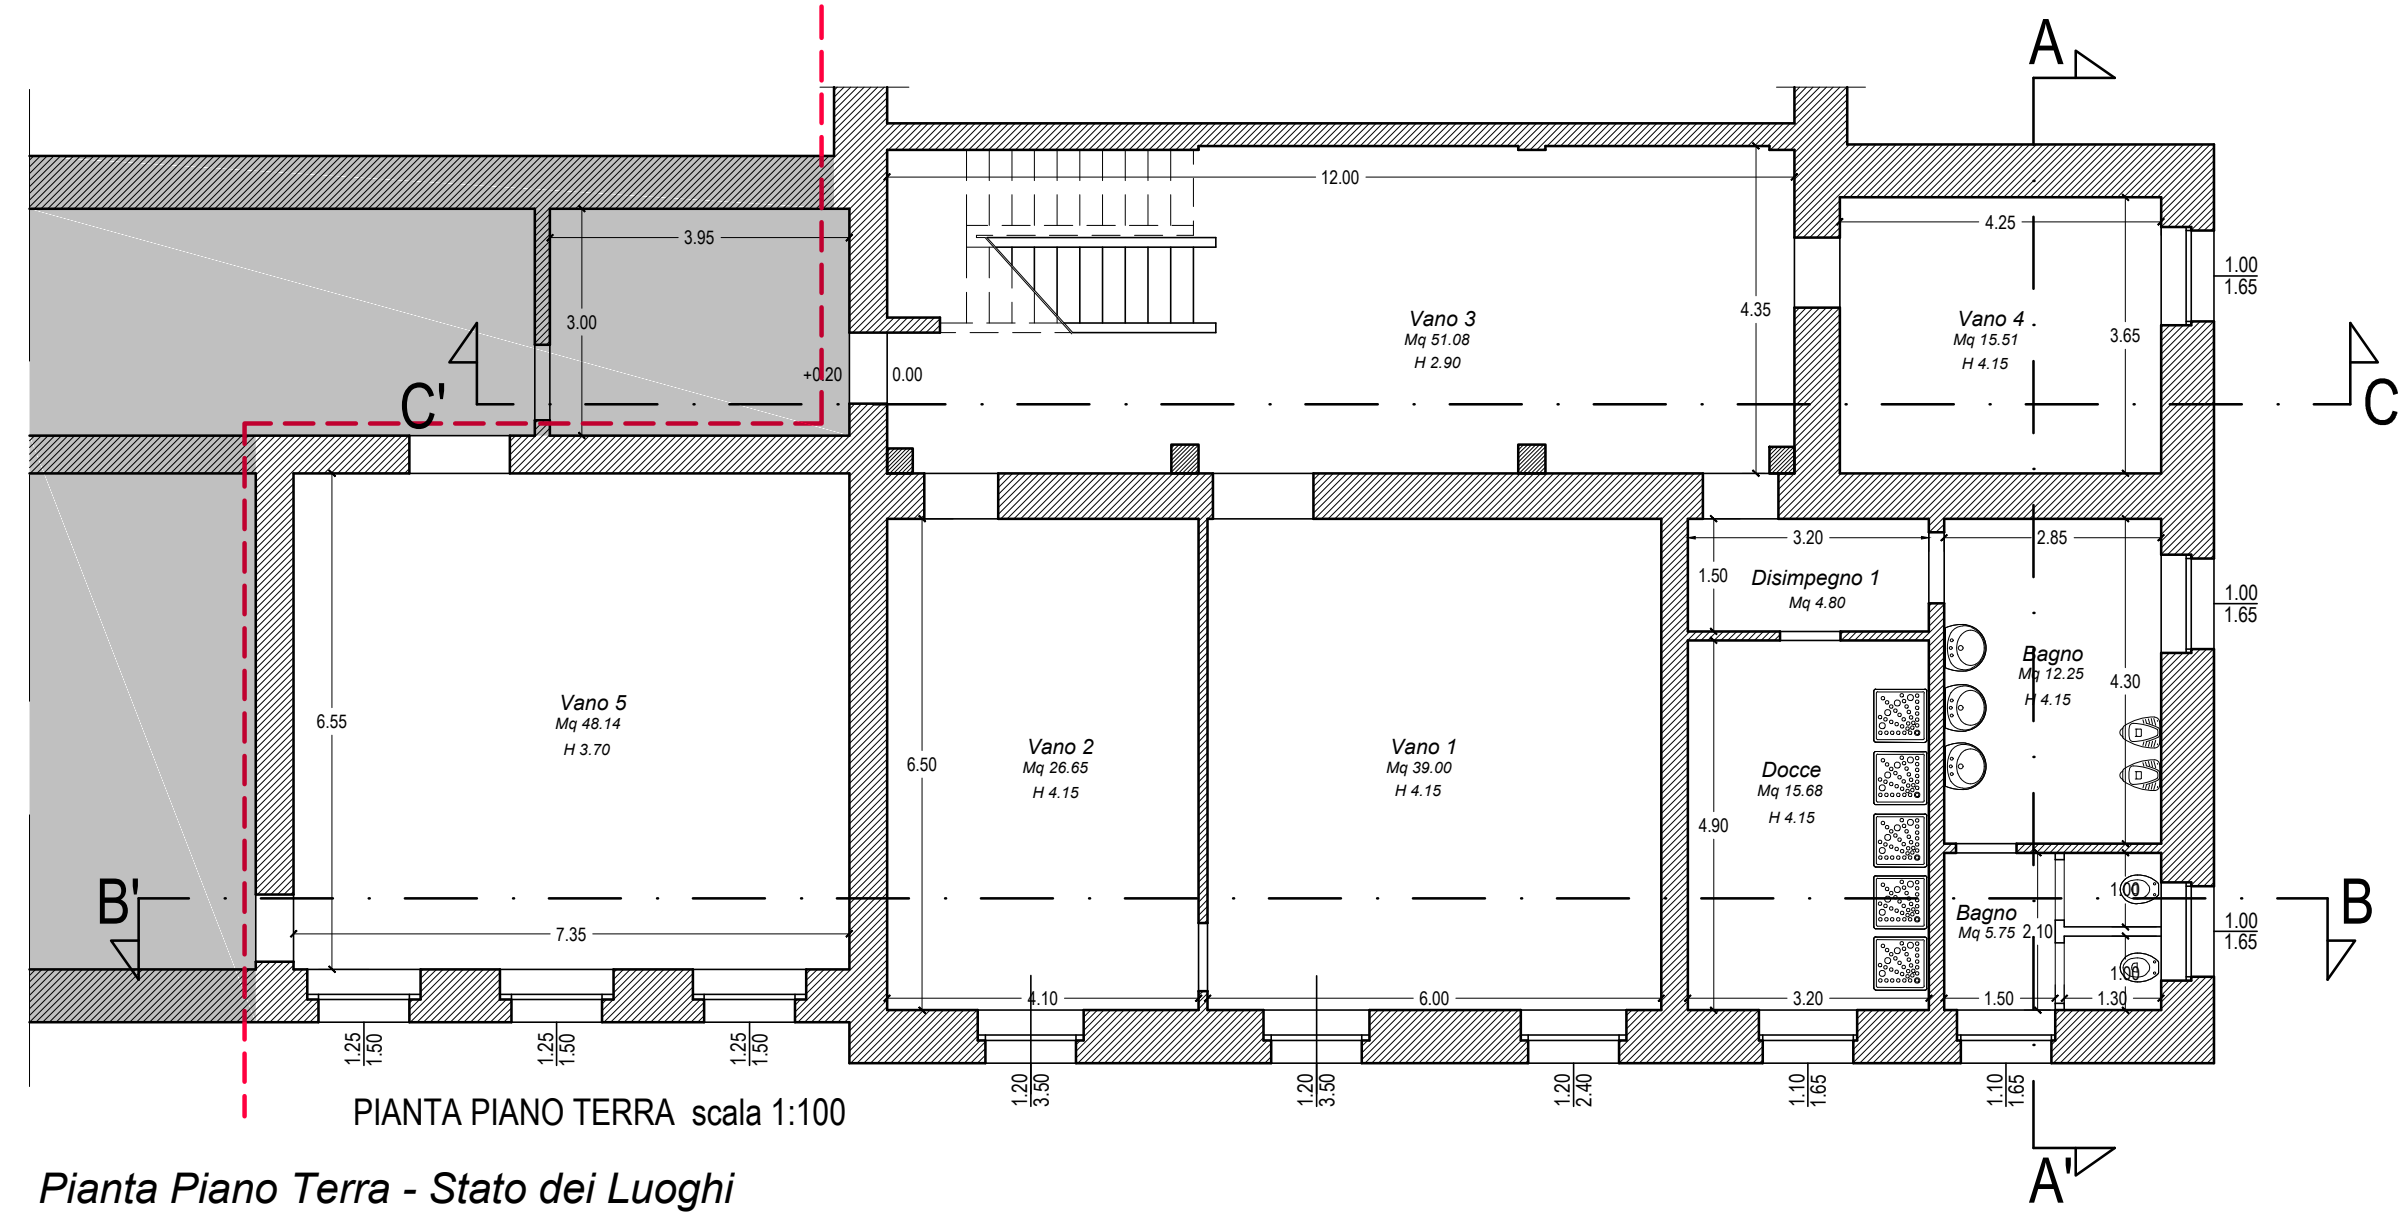 A
12.00
3.95
4.25
1.00
1.65
3.00
4.35
Vano 3
Mq 51.08
H 2.90
Vano 4
Mq 15.51
H 4.15
3.65
+0.20
0.00
C'
C
3.20
2.85
1.50
Disimpegno 1
Mq 4.80
1.00
1.65
Bagno
Mq 12.25
H 4.15
4.30
6.55
Vano 5
Mq 48.14
H 3.70
6.50
Vano 2
Mq 26.65
H 4.15
Vano 1
Mq 39.00
H 4.15
Docce
Mq 15.68
H 4.15
4.90
B'
B
1.00
Bagno
Mq 5.75
2.10
1.00
1.65
7.35
1.00
4.10
6.00
3.20
1.50
1.30
1.25
1.50
1.25
1.50
1.25
1.50
1.20
3.50
1.20
3.50
1.20
2.40
1.10
1.65
1.10
1.65
PIANTA PIANO TERRA scala 1:100
A'
Pianta Piano Terra - Stato dei Luoghi